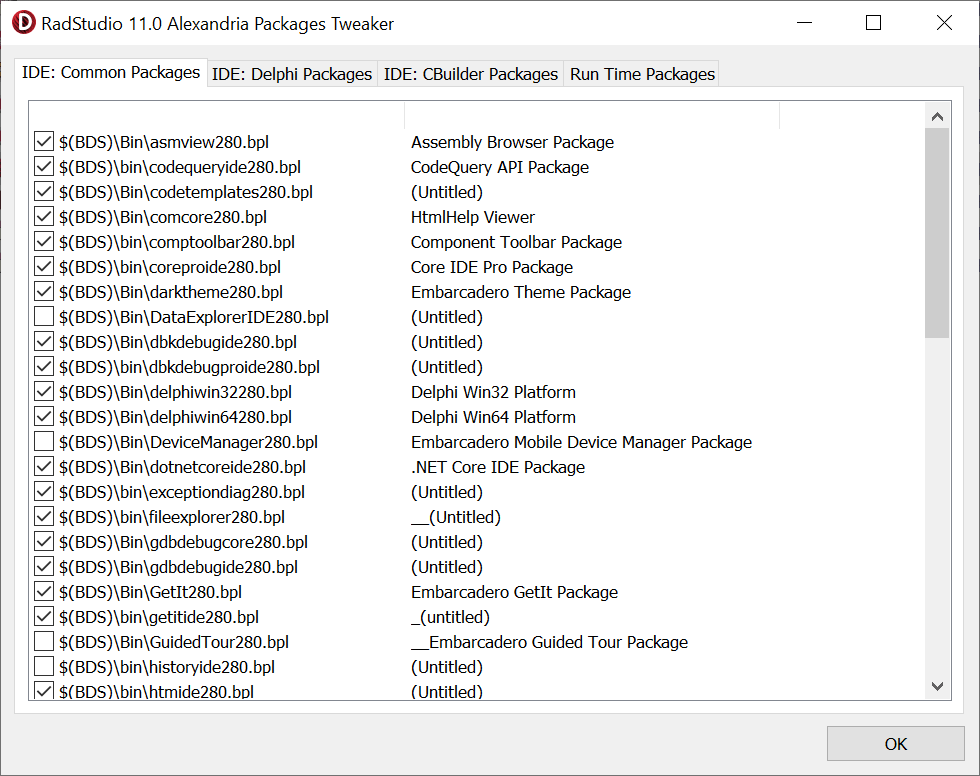 RadStudio 11.0 Alexandria Packages Tweaker
IDE: Common Packages IDE: Delphi Packages IDE: CBuilder Packages Run Time Packages
$(BDS)\Bin\asmview280.bpl Assembly Browser Package
$(BDS)\bin\codequeryide280.bpl CodeQuery API Package
$(BDS)\bin\codetemplates280.bpl (Untitled)
$(BDS)\Bin\comcore280.bpl HtmlHelp Viewer
$(BDS)\bin\comptoolbar280.bpl Component Toolbar Package
$(BDS)\bin\coreproide280.bpl Core IDE Pro Package
$(BDS)\Bin\darktheme280.bpl Embarcadero Theme Package
$(BDS)\Bin\DataExplorerIDE280.bpl (Untitled)
$(BDS)\Bin\dbkdebugide280.bpl (Untitled)
$(BDS)\bin\dbkdebugproide280.bpl (Untitled)
$(BDS)\Bin\delphiwin32280.bpl Delphi Win32 Platform
$(BDS)\Bin\delphiwin64280.bpl Delphi Win64 Platform
$(BDS)\Bin\DeviceManager280.bpl Embarcadero Mobile Device Manager Package
$(BDS)\Bin\dotnetcoreide280.bpl .NET Core IDE Package
$(BDS)\bin\exceptiondiag280.bpl (Untitled)
$(BDS)\bin\fileexplorer280.bpl __(Untitled)
$(BDS)\Bin\gdbdebugcore280.bpl (Untitled)
$(BDS)\Bin\gdbdebugide280.bpl (Untitled)
$(BDS)\Bin\GetIt280.bpl Embarcadero GetIt Package
$(BDS)\bin\getitide280.bpl _(untitled)
$(BDS)\Bin\GuidedTour280.bpl __Embarcadero Guided Tour Package
$(BDS)\bin\historyide280.bpl (Untitled)
$(BDS)\bin\htmide280.bpl (Untitled)
OK